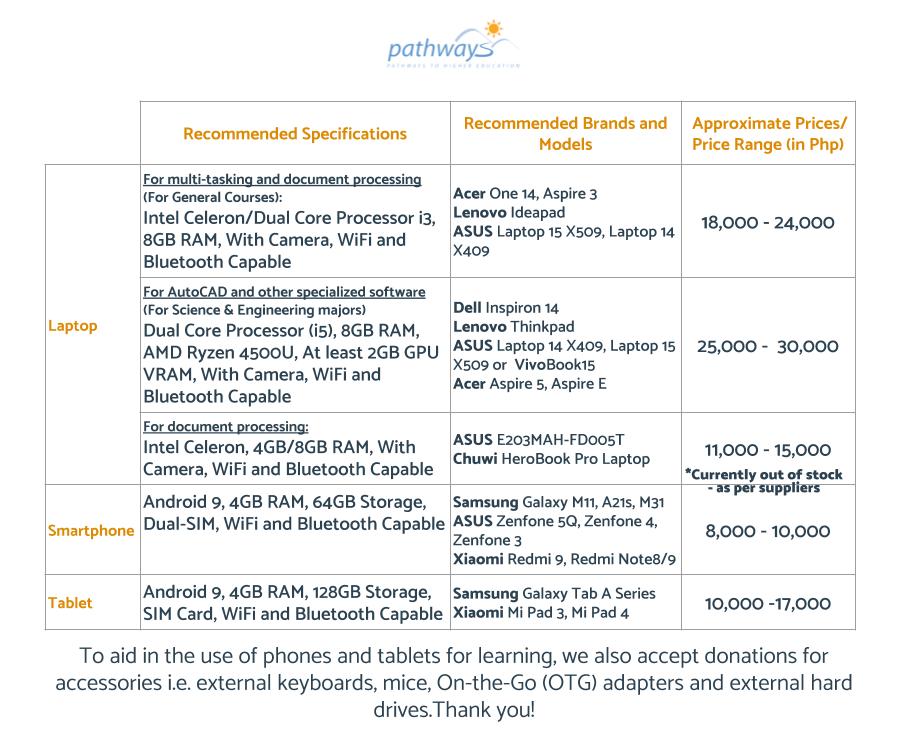 pathways
PATHWAYS TO HIGHER EDUCATION
Recommended Specifications
Recommended Brands and
Models
Approximate Prices/
Price Range (in Php)
Laptop
For multi-tasking and document processing
(For General Courses):
Intel Celeron/Dual Core Processor i3,
8GB RAM, With Camera, WiFi and
Bluetooth Capable
Acer One 14, Aspire 3
Lenovo Ideapad
ASUS Laptop 15 X509, Laptop 14
X409
18,000 - 24,000
For AutoCAD and other specialized software
(For Science & Engineering majors)
Dual Core Processor (i5), 8GB RAM,
AMD Ryzen 4500U, At least 2GB GPU
VRAM, With Camera, WiFi and
Bluetooth Capable
Dell Inspiron 14
Lenovo Thinkpad
ASUS Laptop 14 X409, Laptop 15
X509 or VivoBook15
Acer Aspire 5, Aspire E
25,000 - 30,000
For document processing:
Intel Celeron, 4GB/8GB RAM, With
Camera, WiFi and Bluetooth Capable
ASUS E203MAH-FD005T
Chuwi HeroBook Pro Laptop
11,000 - 15,000
*Currently out of stock
- as per suppliers
Smartphone
Android 9, 4GB RAM, 64GB Storage,
Dual-SIM, WiFi and Bluetooth Capable
Samsung Galaxy M11, A21s, M31
ASUS Zenfone 5Q, Zenfone 4,
Zenfone 3
Xiaomi Redmi 9, Redmi Note8/9
8,000 - 10,000
Tablet
Android 9, 4GB RAM, 128GB Storage,
SIM Card, WiFi and Bluetooth Capable
Samsung Galaxy Tab A Series
Xiaomi Mi Pad 3, Mi Pad 4
10,000 -17,000
To aid in the use of phones and tablets for learning, we also accept donations for
accessories i.e. external keyboards, mice, On-the-Go (OTG) adapters and external hard
drives.Thank you!